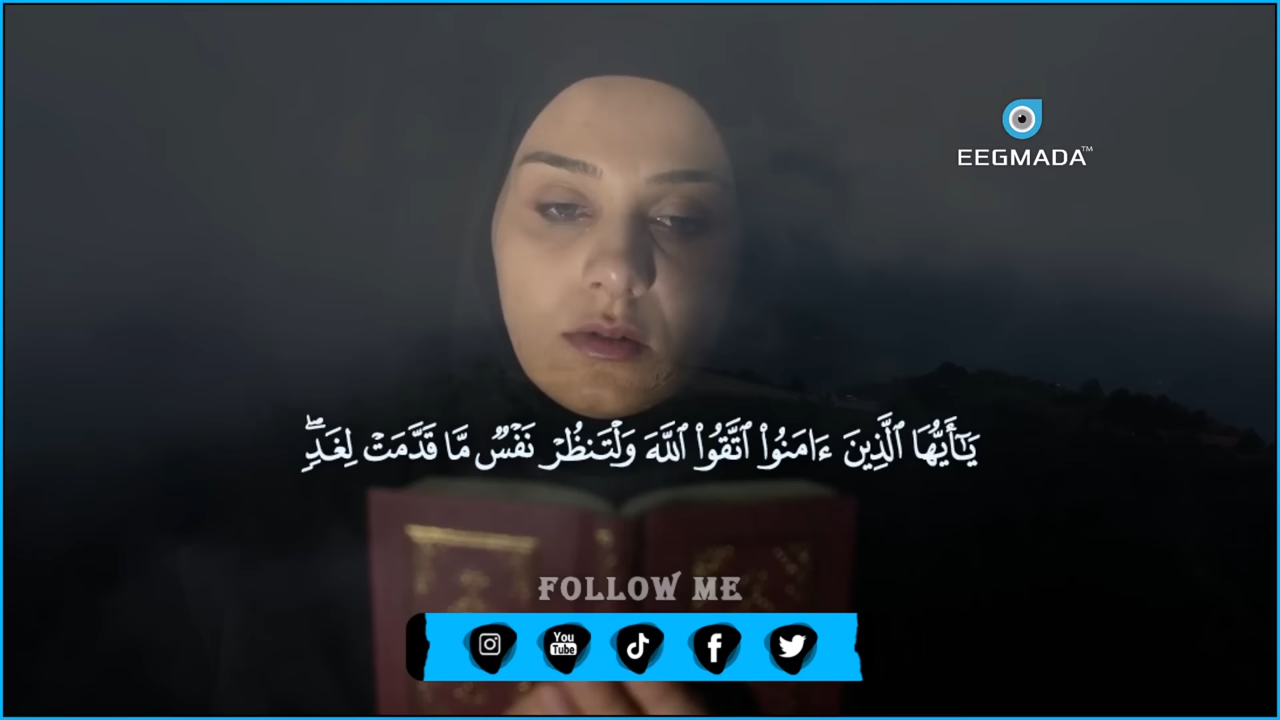 EEGMADA™
يَٰٓأَيُّهَا ٱلَّذِينَ ءَامَنُوا۟ ٱتَّقُوا۟ ٱللَّهَ وَلْتَنظُرْ نَفْسٌ مَّا قَدَّمَتْ لِغَدٍ ۖ
FOLLOW ME
You
Tube